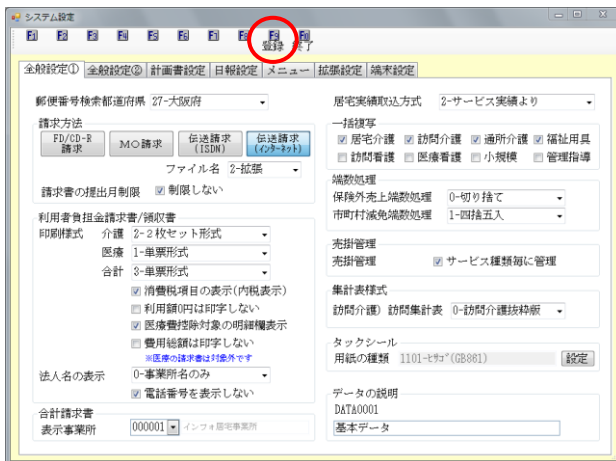 システム設定
F1 F2 F3 F4 F5 F6 F7 F8 F9 F10
登録 終了
全般設定① 全般設定② 計画書設定 日報設定 メニュー 拡張設定 端末設定
郵便番号検索都道府県 27-大阪府
請求方法
FD/CD-R 請求 MO請求 伝送請求 (ISDN) 伝送請求 (インターネット)
ファイル名 2-拡張
請求書の提出月制限 制限しない
利用者負担金請求書/領収書
印刷様式 介護 2-2枚セット形式
医療 1-単票形式
合計 3-単票形式
消費税項目の表示(内税表示)
利用額0円は印字しない
医療費控除対象の明細欄表示
費用総額は印字しない
※医療の請求書は対象外です
法人名の表示 0-事業所名のみ
電話番号を表示しない
合計請求書
表示事業所 000001 インフォ居宅事業所
居宅実績取込方式 2-サービス実績より
一括複写
居宅介護 訪問介護 通所介護 福祉用具
訪問看護 医療看護 小規模 管理指導
端数処理
保険外売上端数処理 0-切り捨て
市町村減免端数処理 1-四捨五入
売掛管理
売掛管理 サービス種類毎に管理
集計表様式
訪問介護) 訪問集計表 0-訪問介護抜粋版
タックシール
用紙の種類 1101-ﾋｻｺﾞ(GB861) 設定
データの説明
DATA0001
基本データ